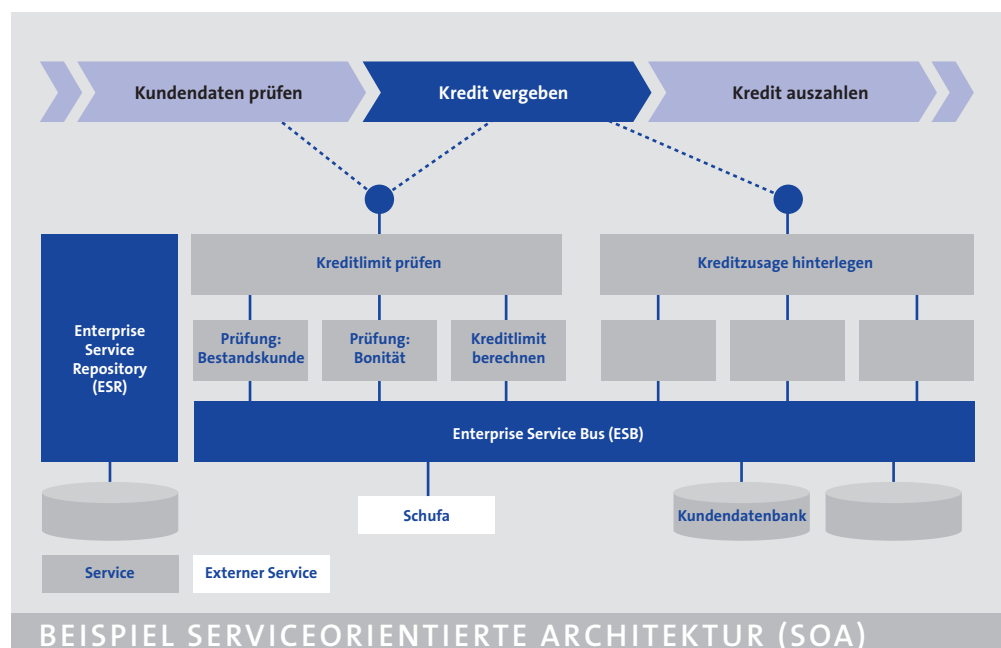 Kundendaten prüfen
Kredit vergeben
Kredit auszahlen
Kreditlimit prüfen
Kreditzusage hinterlegen
Enterprise
Service
Repository
(ESR)
Prüfung:
Bestandskunde
Prüfung:
Bonität
Kreditlimit
berechnen
Enterprise Service Bus (ESB)
Schufa
Kundendatenbank
Service
Externer Service
BEISPIEL SERVICEORIENTIERTE ARCHITEKTUR (SOA)